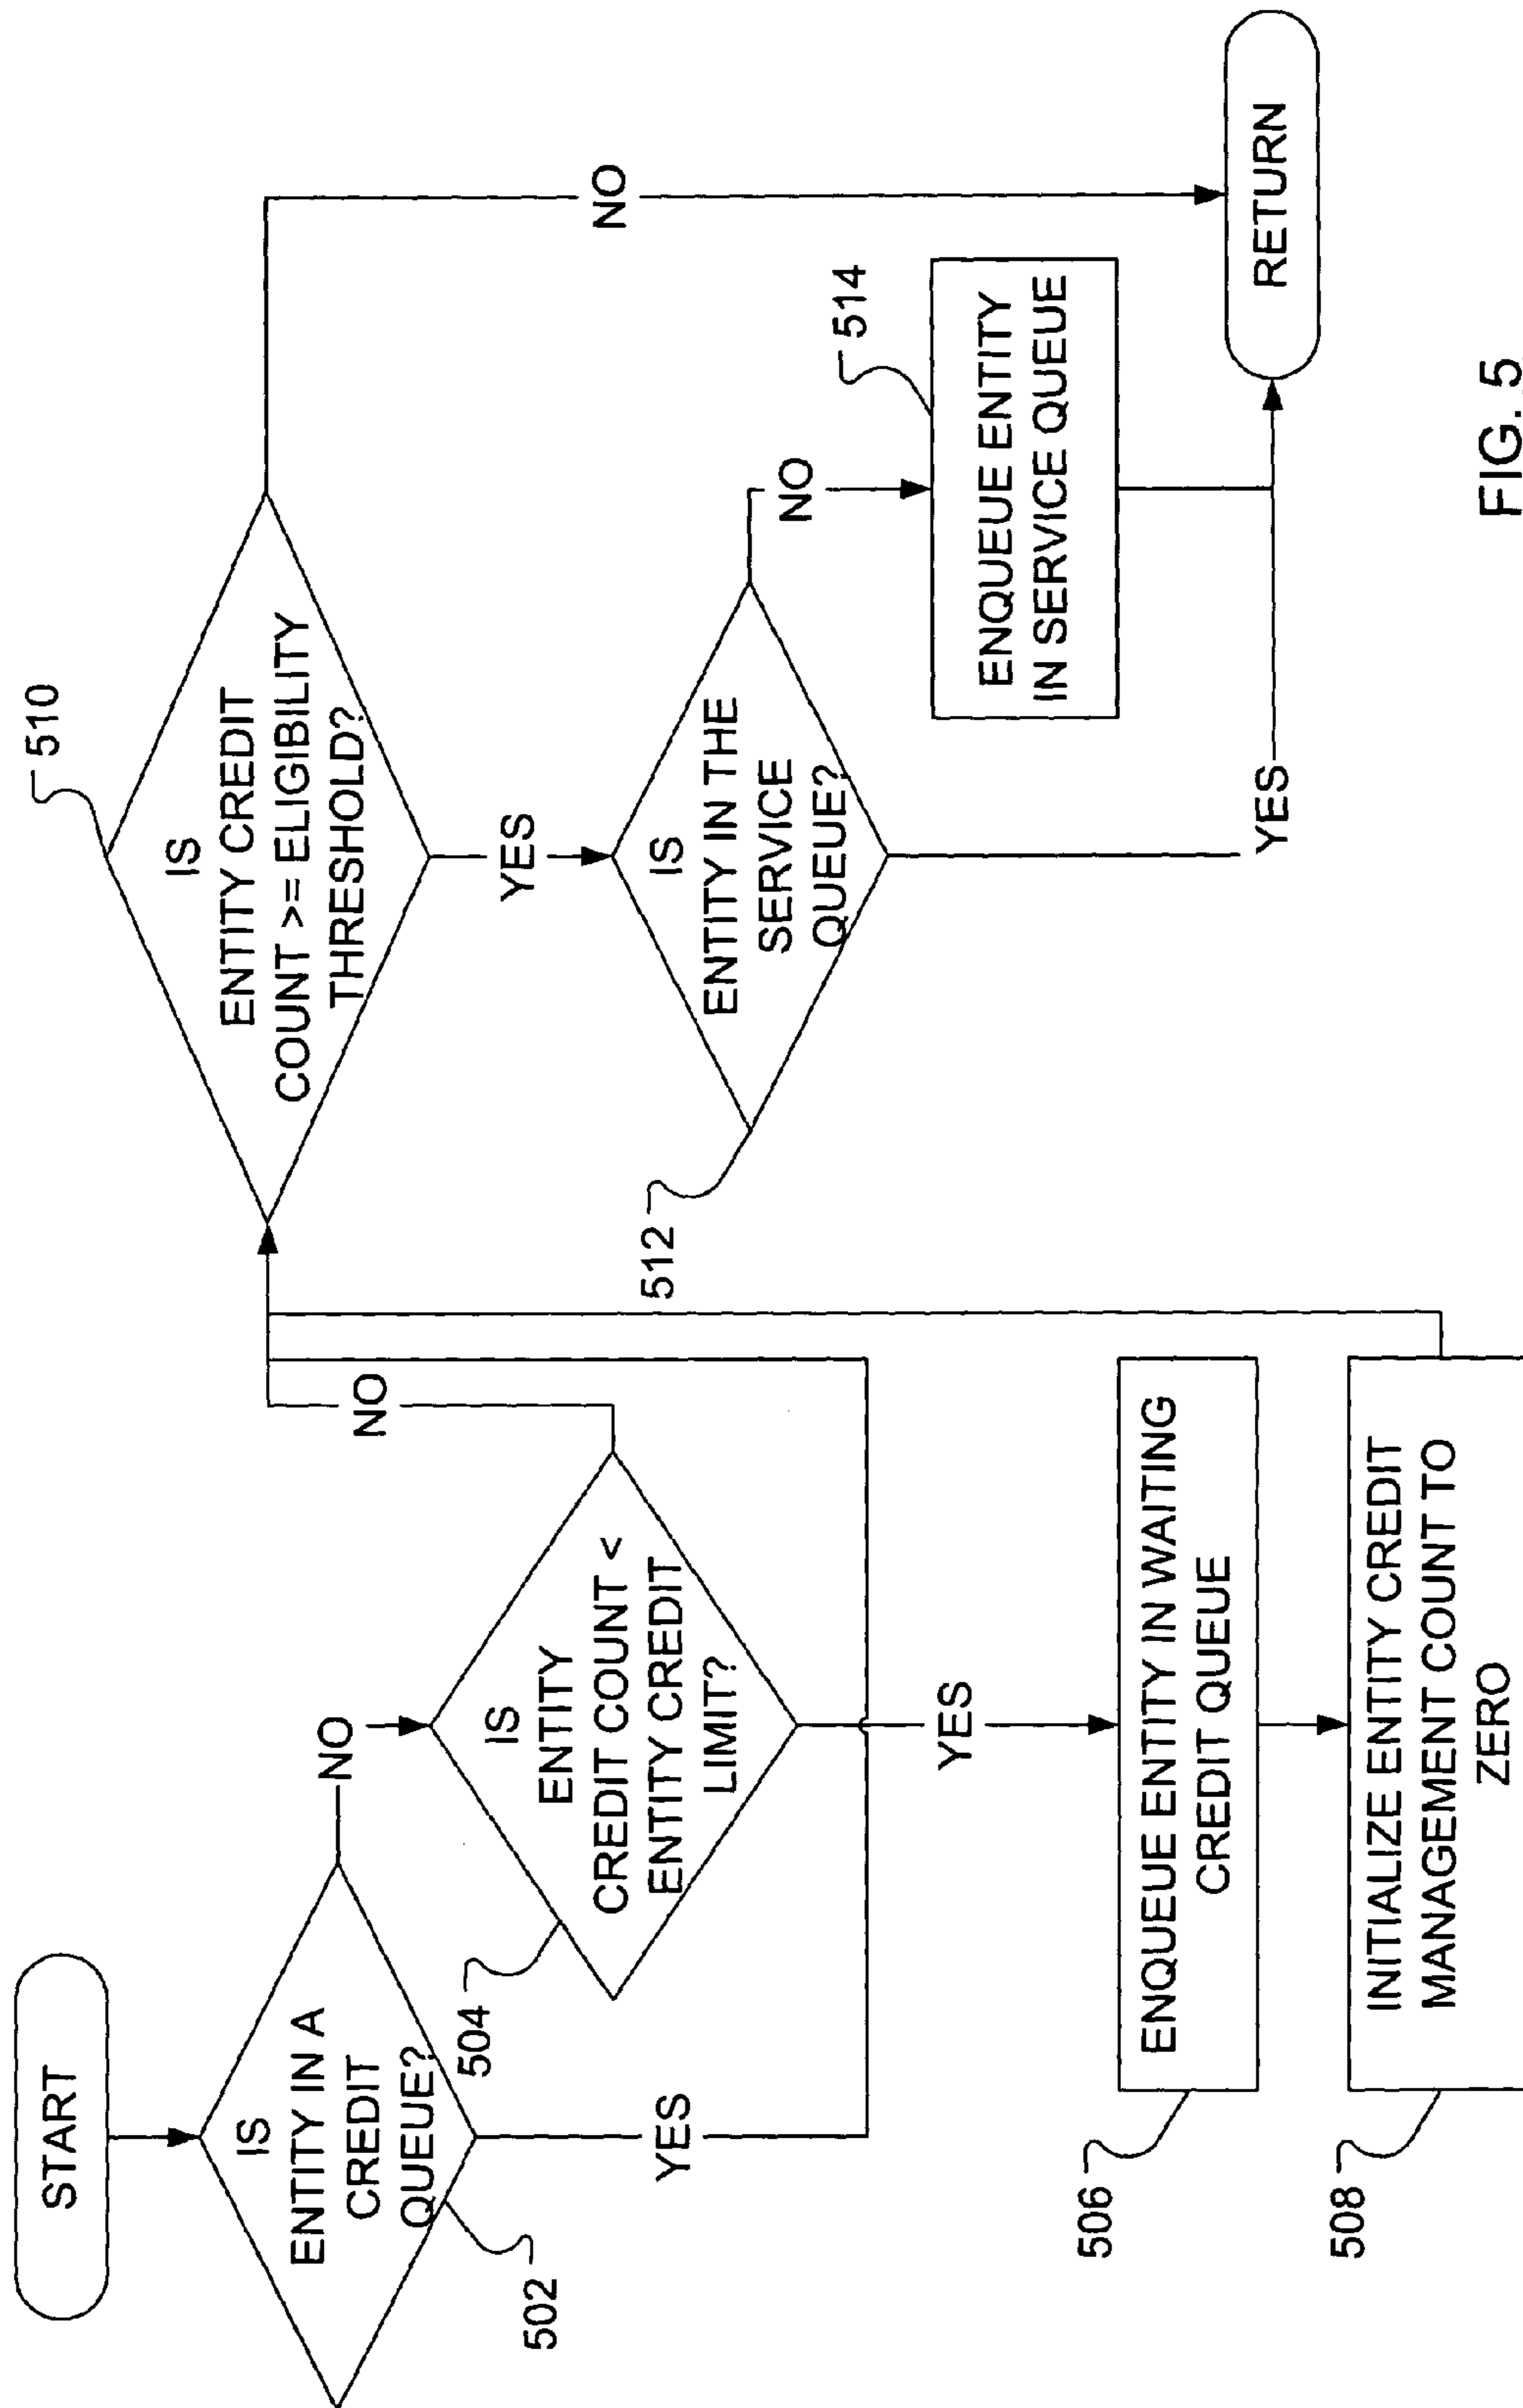 START
IS
ENTITY IN A
CREDIT
QUEUE?
502
NO
YES
IS
ENTITY
CREDIT COUNT <
ENTITY CREDIT
LIMIT?
504
NO
YES
506
ENQUEUE ENTITY IN WAITING
CREDIT QUEUE
508
INITIALIZE ENTITY CREDIT
MANAGEMENT COUNT TO
ZERO
510
IS
ENTITY CREDIT
COUNT >= ELIGIBILITY
THRESHOLD?
NO
YES
512
IS
ENTITY IN THE
SERVICE
QUEUE?
NO
YES
514
ENQUEUE ENTITY
IN SERVICE QUEUE
RETURN
FIG. 5